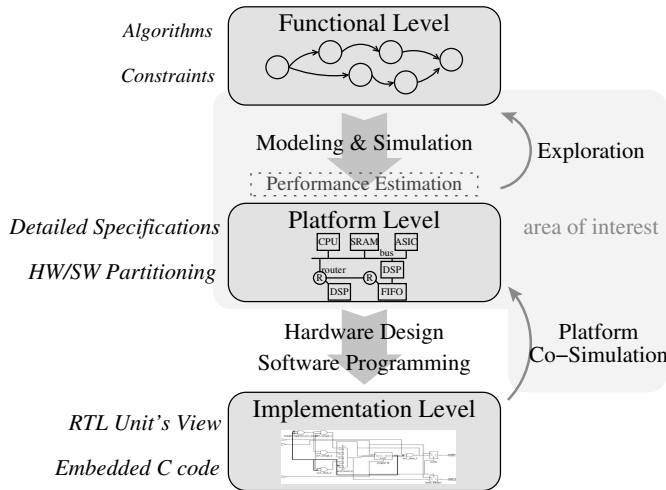 Functional Level
Algorithms
Constraints
Modeling & Simulation
Exploration
Performance Estimation
Platform Level
Detailed Specifications
area of interest
CPU SRAM ASIC
bus
HW/SW Partitioning
router
DSP
R R
DSP FIFO
Hardware Design
Software Programming
Platform
Co-Simulation
Implementation Level
RTL Unit's View
Embedded C code